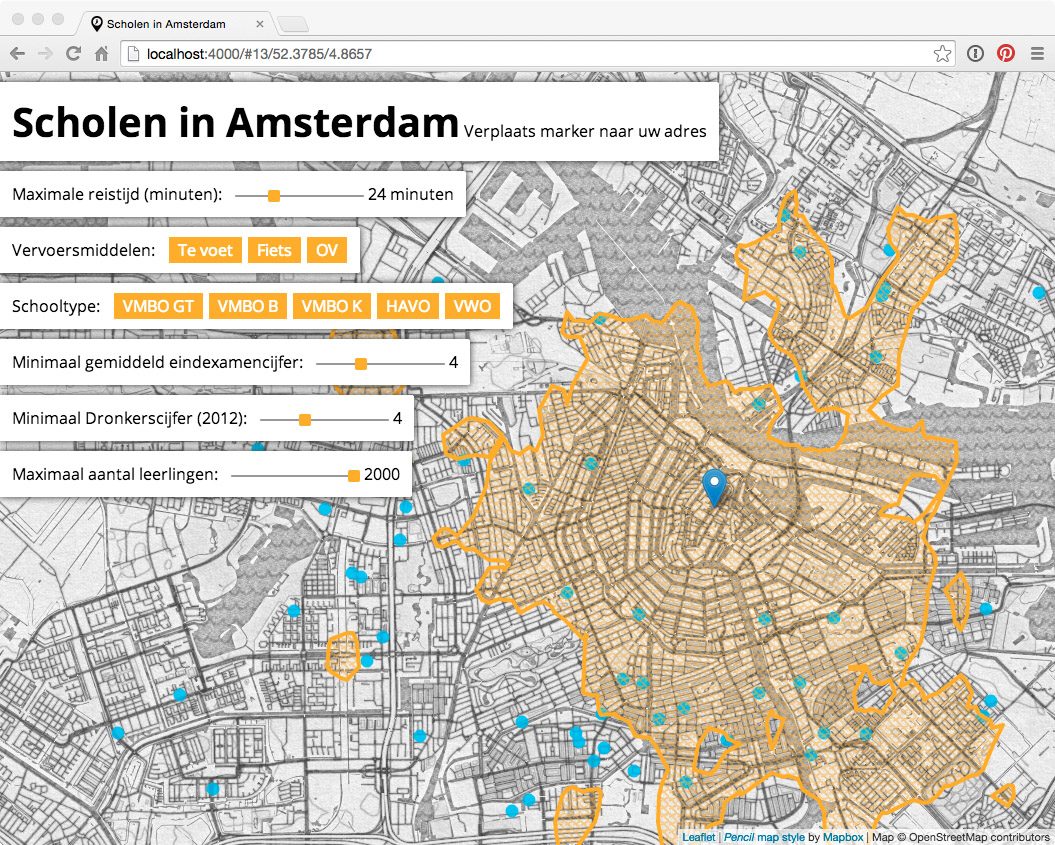 Scholen in Amsterdam
localhost:4000/#13/52.3785/4.8657
Scholen in Amsterdam Verplaats marker naar uw adres
Maximale reistijd (minuten): 24 minuten
Vervoersmiddelen: Te voet Fiets OV
Schooltype: VMBO GT VMBO B VMBO K HAVO VWO
Minimaal gemiddeld eindexamencijfer: 4
Minimaal Dronkerscijfer (2012): 4
Maximaal aantal leerlingen: 2000
Leaflet | Pencil map style by Mapbox | Map © OpenStreetMap contributors